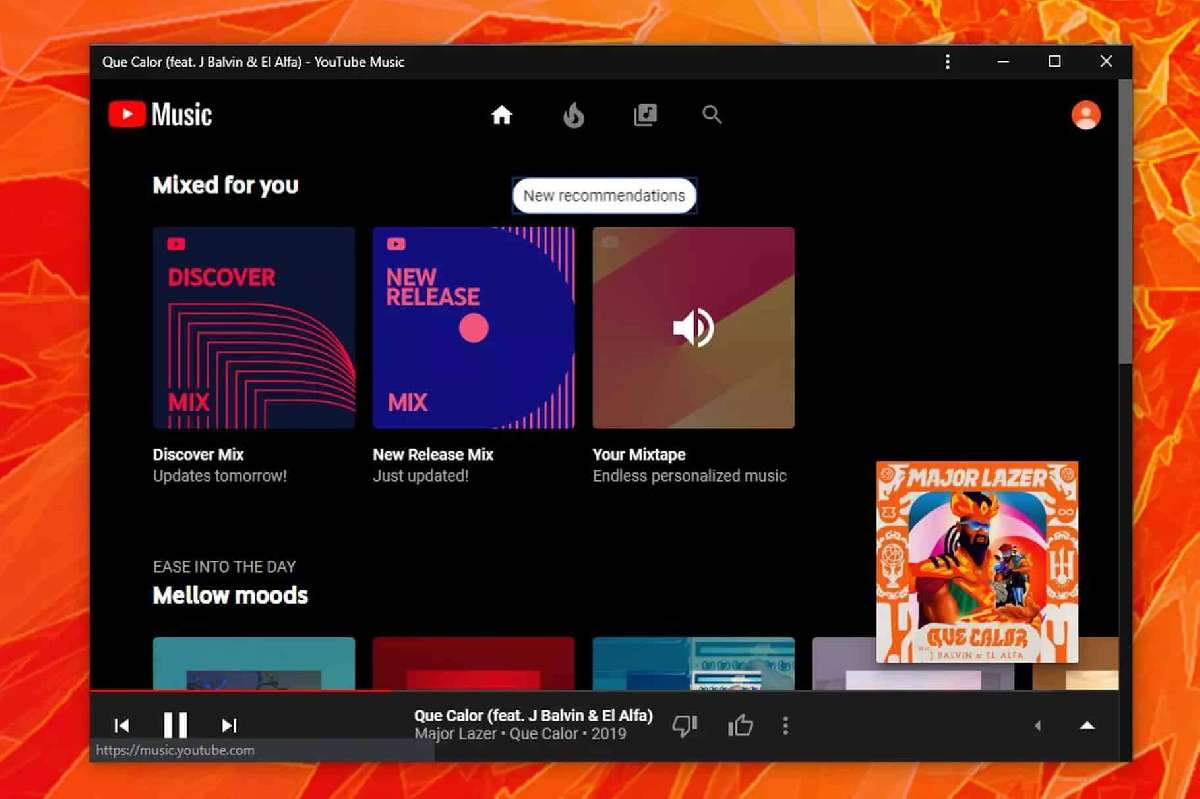 Que Calor (feat. J Balvin & El Alfa) - YouTube Music
Music
Mixed for you
New recommendations
DISCOVER
MIX
NEW
RELEASE
MIX
Discover Mix
Updates tomorrow!
New Release Mix
Just updated!
Your Mixtape
Endless personalized music
MAJOR LAZER
QUE CALOR
J BALVIN & EL ALFA
EASE INTO THE DAY
Mellow moods
Que Calor (feat. J Balvin & El Alfa)
Major Lazer • Que Calor • 2019
https://music.youtube.com